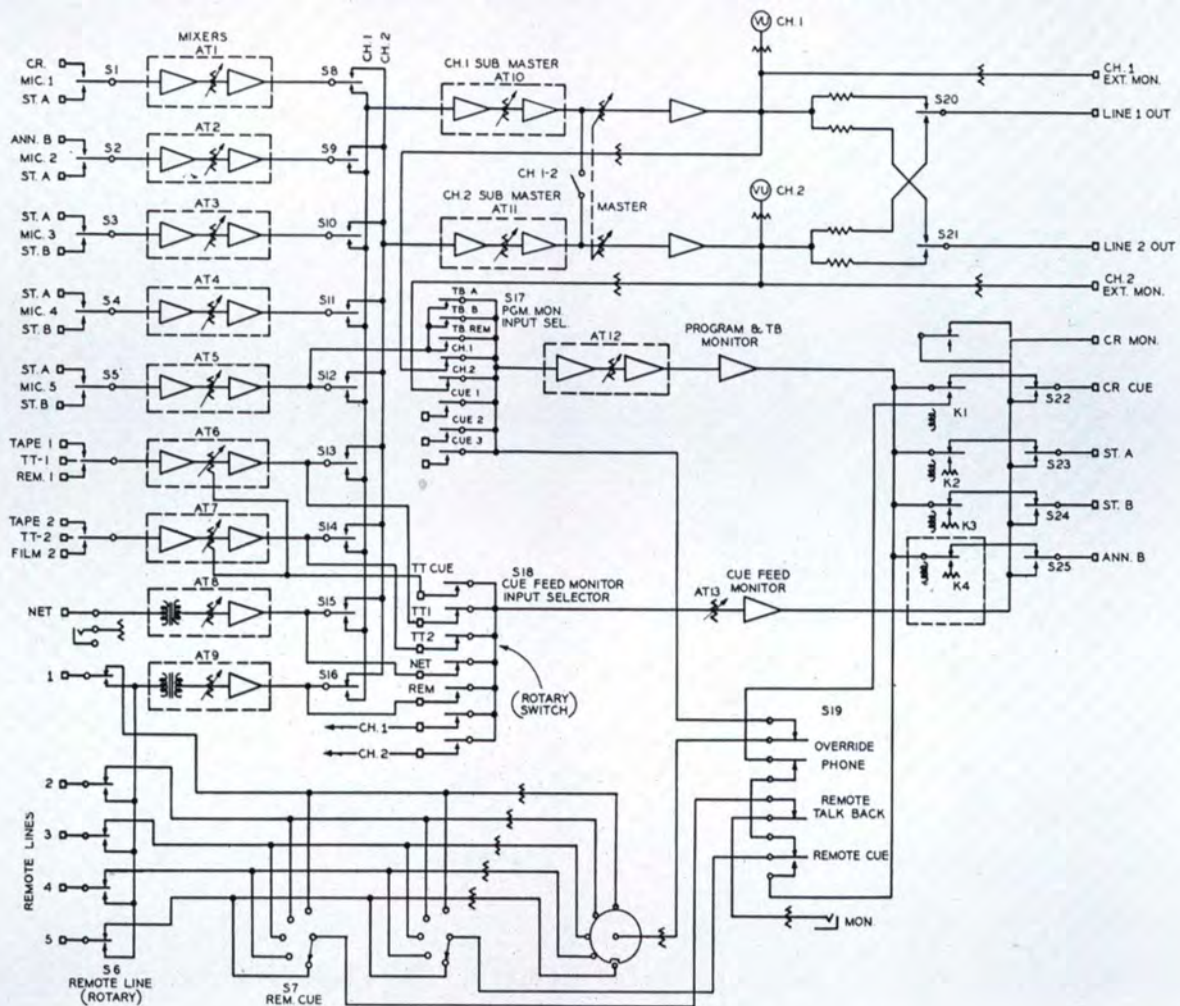 MIXERS
AT1
CR.
MIC. 1
ST. A
S1
S8
CH. 1
CH. 2
CH.1 SUB MASTER
AT10
VU
CH. 1
CH. 1
EXT. MON.
S20
LINE 1 OUT
ANN. B
MIC. 2
ST. A
S2
AT2
S9
CH 1-2
MASTER
VU
CH. 2
ST. A
MIC. 3
ST. B
S3
AT3
S10
CH.2 SUB MASTER
AT11
S21
LINE 2 OUT
CH. 2
EXT. MON.
ST. A
MIC. 4
ST. B
S4
AT4
S11
TB A
TB B
TB REM
CH. 1
CH. 2
CUE 1
CUE 2
CUE 3
S17
PGM. MON.
INPUT SEL.
AT12
PROGRAM & TB
MONITOR
CR MON.
ST. A
MIC. 5
ST. B
S5
AT5
S12
K1
S22
CR CUE
TAPE 1
TT-1
REM. 1
AT6
S13
K2
S23
ST. A
TAPE 2
TT-2
FILM 2
AT7
S14
K3
S24
ST. B
K4
S25
ANN. B
NET
AT8
S15
TT CUE
TT1
TT2
NET
REM
CH. 1
CH. 2
S18
CUE FEED MONITOR
INPUT SELECTOR
AT13
CUE FEED
MONITOR
1
AT9
S16
(ROTARY
SWITCH)
S19
OVERRIDE
PHONE
REMOTE
TALK BACK
REMOTE CUE
MON.
REMOTE LINES
2
3
4
5
S6
REMOTE LINE
(ROTARY)
S7
REM. CUE